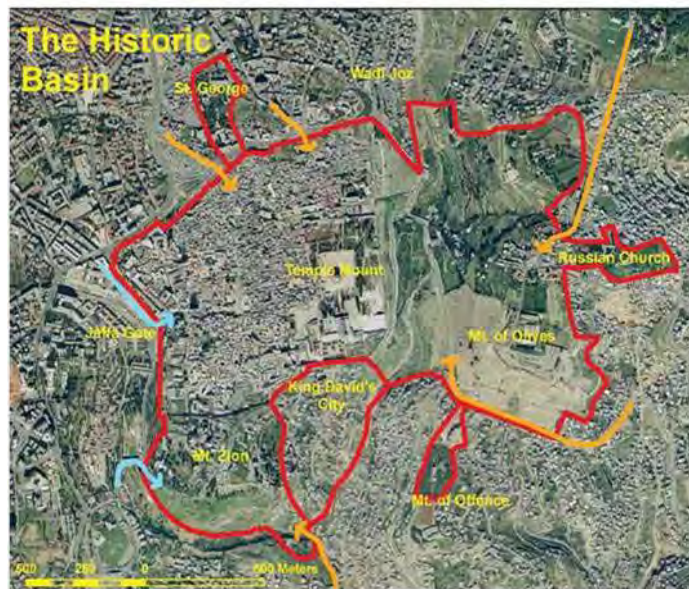 The Historic
Basin
St. George
Wadi Joz
Russian Church
Temple Mount
Jaffa Gate
Mt. of Olives
King David's
City
Mt. Zion
Mt. of Offence
500 250 0 500 Meters